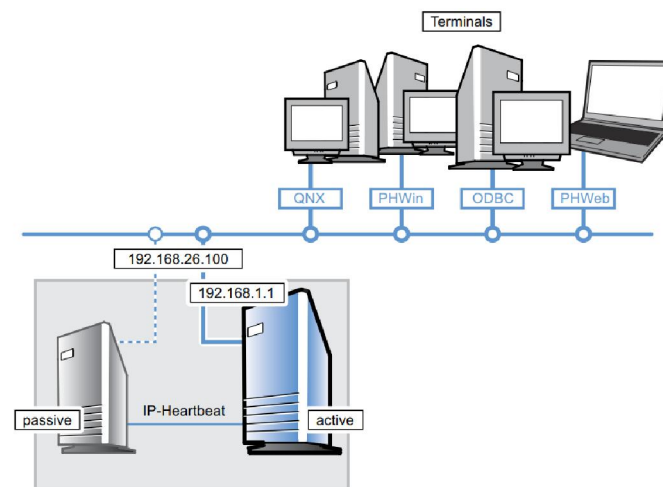 Terminals
QNX
PHWin
ODBC
PHWeb
192.168.26.100
192.168.1.1
IP-Heartbeat
passive
active